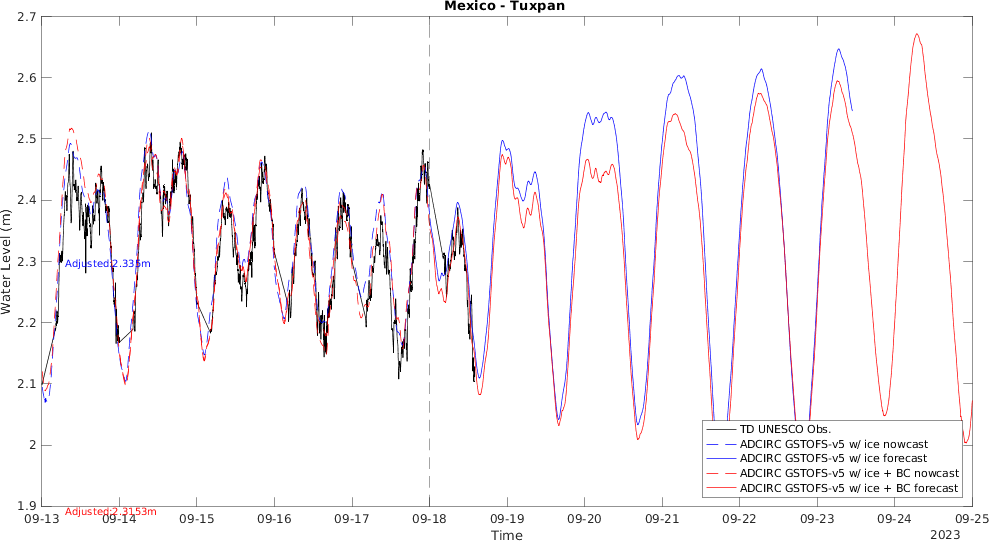 Mexico - Tuxpan
2.7
2.6
2.5
2.4
2.3
2.2
2.1
2
1.9
Water Level (m)
Adjusted:2.335m
Adjusted:2.3153m
TD UNESCO Obs.
ADCIRC GSTOFS-v5 w/ ice nowcast
ADCIRC GSTOFS-v5 w/ ice forecast
ADCIRC GSTOFS-v5 w/ ice + BC nowcast
ADCIRC GSTOFS-v5 w/ ice + BC forecast
09-13 09-14 09-15 09-16 09-17 09-18 09-19 09-20 09-21 09-22 09-23 09-24 09-25
Time
2023